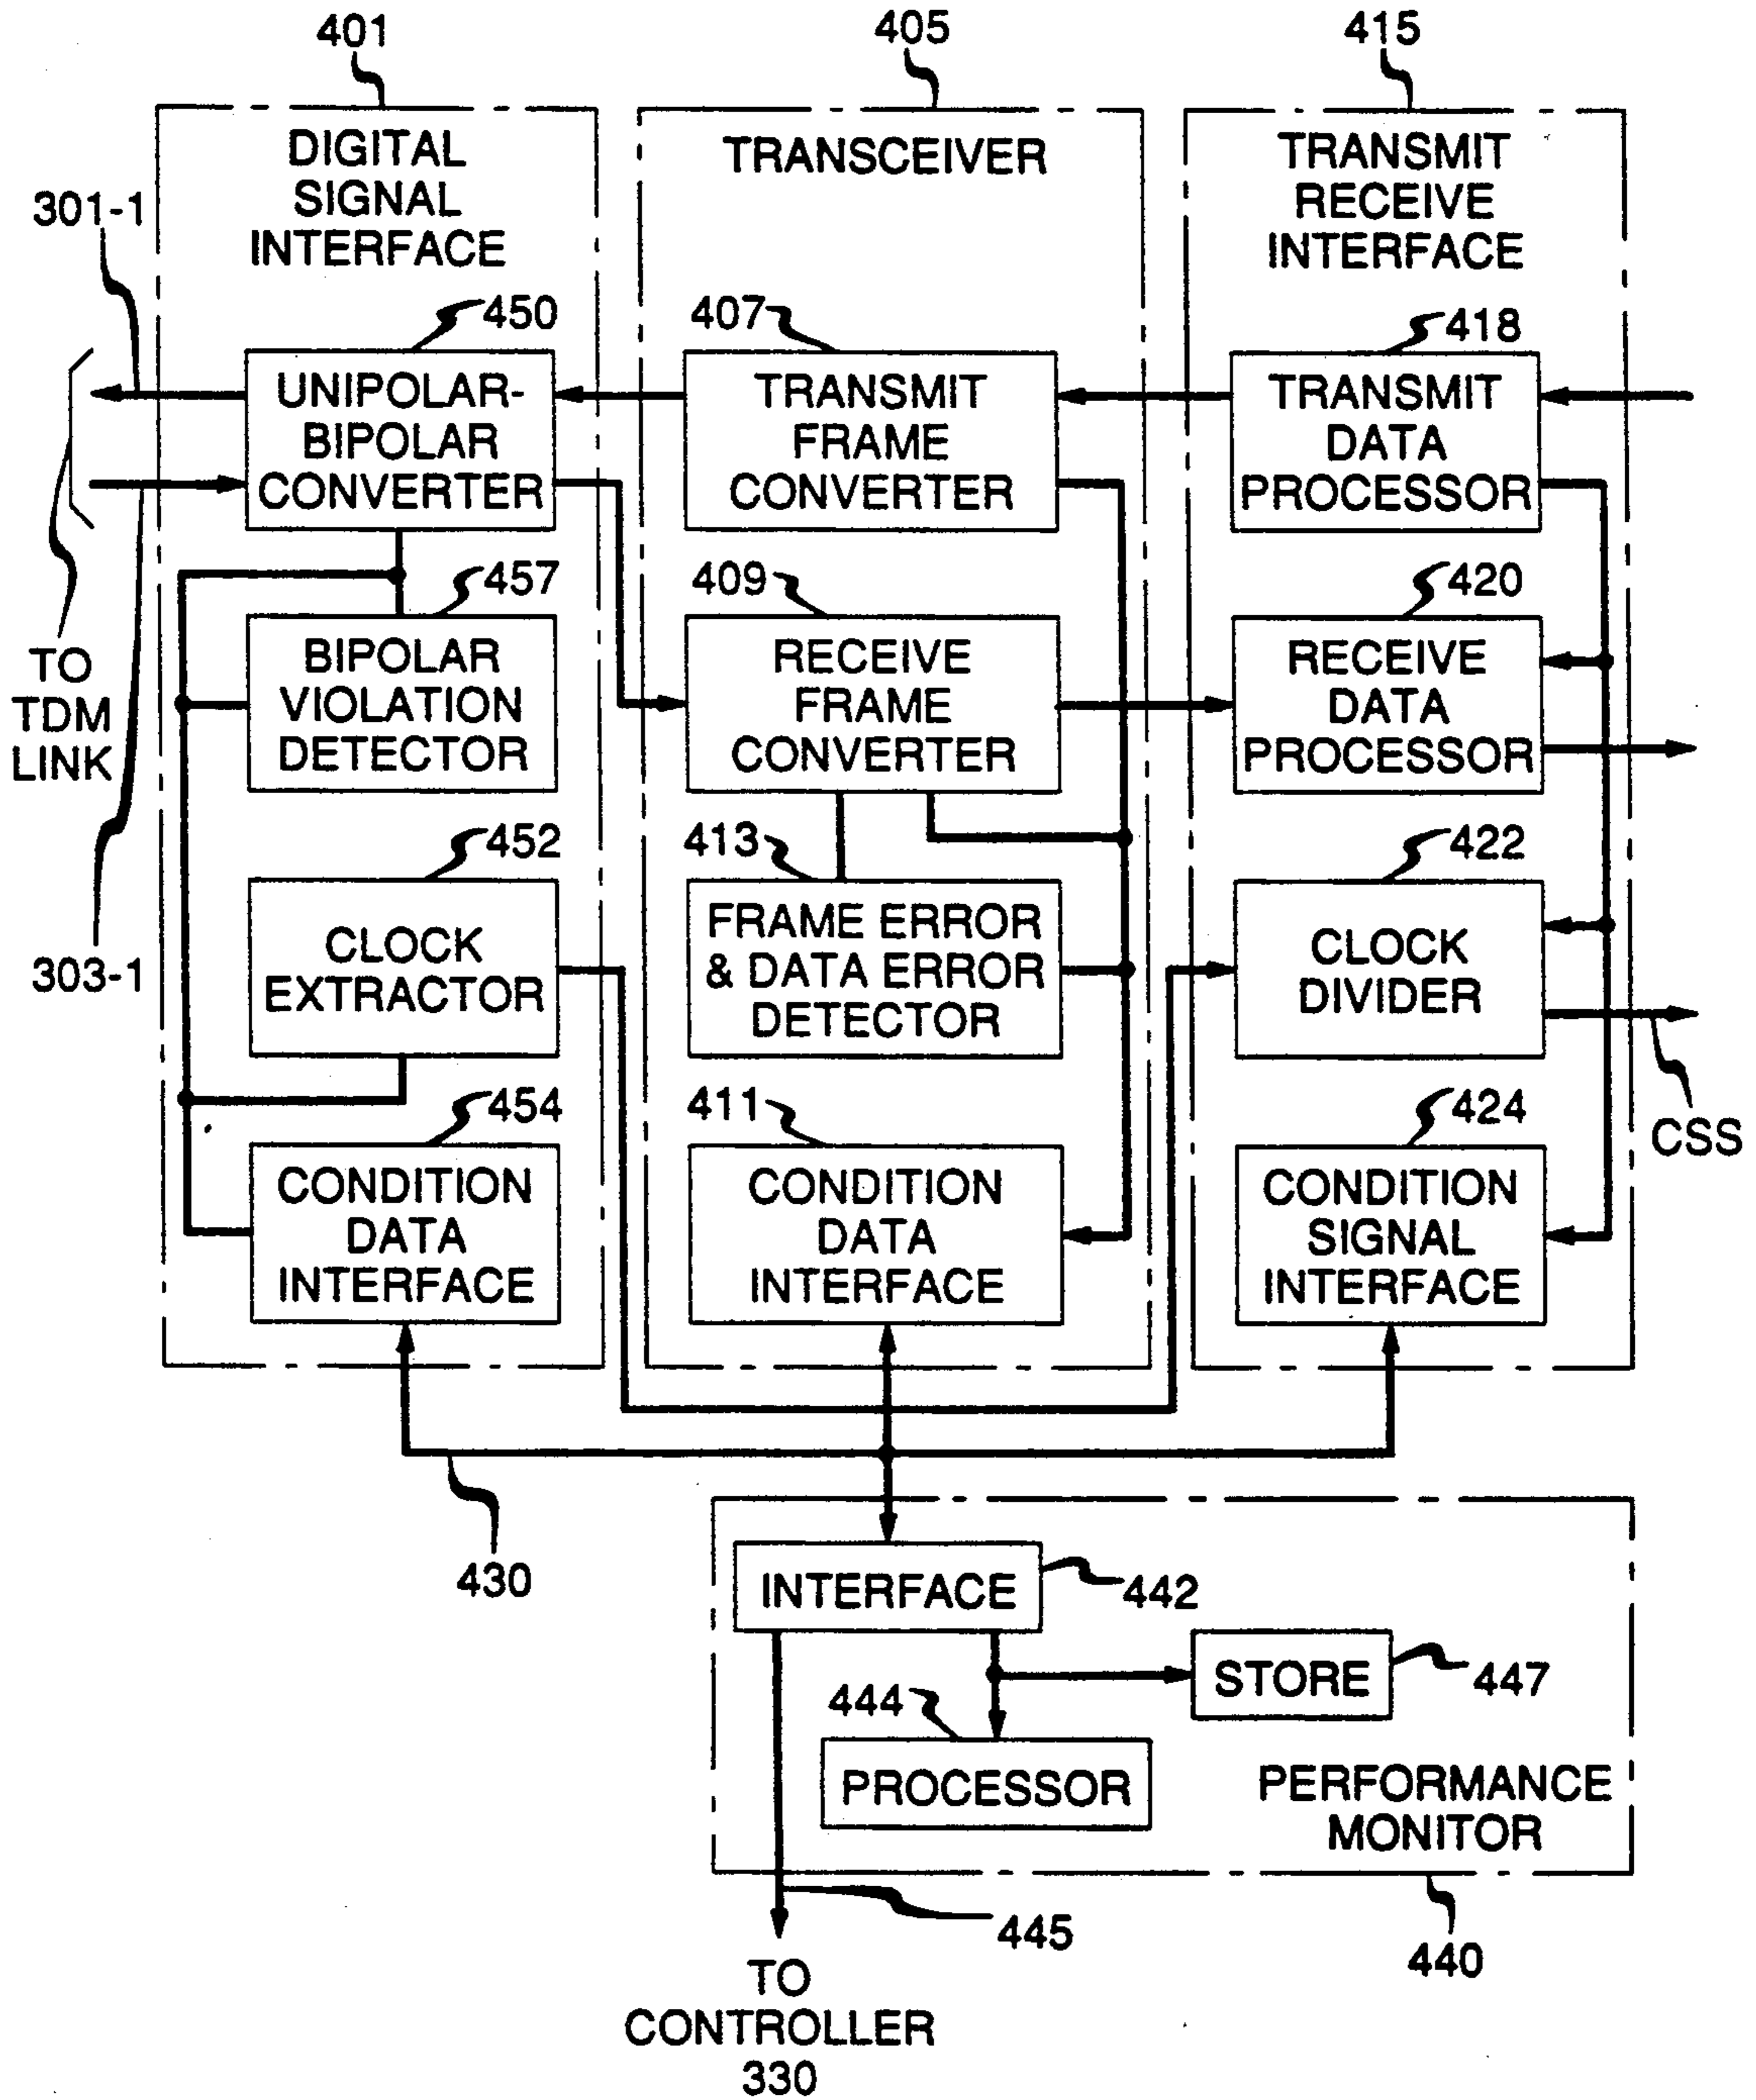 401
405
415
DIGITAL
SIGNAL
INTERFACE
TRANSCEIVER
TRANSMIT
RECEIVE
INTERFACE
301-1
450
407
418
UNIPOLAR-
BIPOLAR
CONVERTER
TRANSMIT
FRAME
CONVERTER
TRANSMIT
DATA
PROCESSOR
457
409
420
TO
TDM
LINK
BIPOLAR
VIOLATION
DETECTOR
RECEIVE
FRAME
CONVERTER
RECEIVE
DATA
PROCESSOR
452
413
422
303-1
CLOCK
EXTRACTOR
FRAME ERROR
& DATA ERROR
DETECTOR
CLOCK
DIVIDER
454
411
424
CSS
CONDITION
DATA
INTERFACE
CONDITION
DATA
INTERFACE
CONDITION
SIGNAL
INTERFACE
430
INTERFACE
442
STORE
447
444
PROCESSOR
PERFORMANCE
MONITOR
445
440
TO
CONTROLLER
330